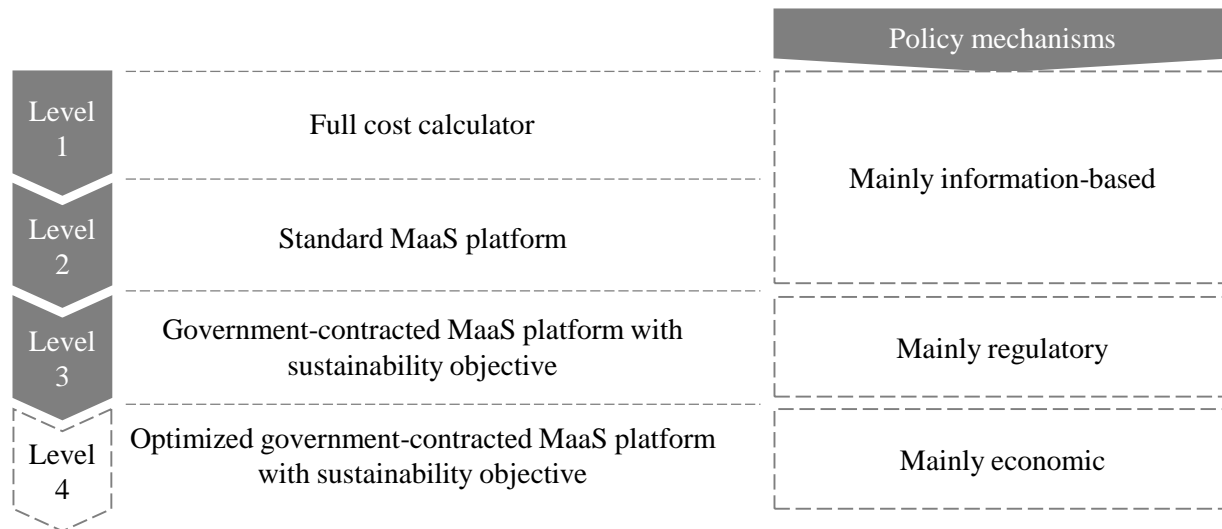 Policy mechanisms
Level
1
Full cost calculator
Mainly information-based
Level
2
Standard MaaS platform
Level
3
Government-contracted MaaS platform with
sustainability objective
Mainly regulatory
Level
4
Optimized government-contracted MaaS platform
with sustainability objective
Mainly economic